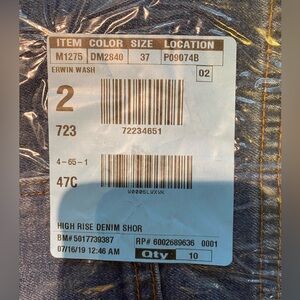 ITEM COLOR SIZE LOCATION
M1275 DM2840 37 P09074B
ERWIN WASH 02
2
723 72234651
4-65-1
47C
W0006LWXVK
HIGH RISE DENIM SHOR
BM# 5017739387 RP# 6002689636 0001
07/16/19 12:46 AM Qty 10